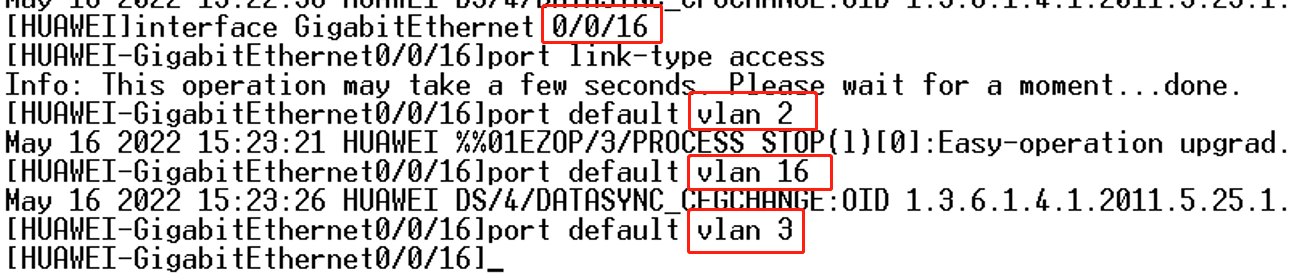 May 16 2022 15:22:56 HUAWEI DS/4/DATASYNC_CFGCHANGE:OID 1.3.6.1.4.1.2011.5.25.1.
[HUAWEI]interface GigabitEthernet 0/0/16
[HUAWEI-GigabitEthernet0/0/16]port link-type access
Info: This operation may take a few seconds. Please wait for a moment...done.
[HUAWEI-GigabitEthernet0/0/16]port default vlan 2
May 16 2022 15:23:21 HUAWEI %%01EZOP/3/PROCESS_STOP(l)[0]:Easy-operation upgrad.
[HUAWEI-GigabitEthernet0/0/16]port default vlan 16
May 16 2022 15:23:26 HUAWEI DS/4/DATASYNC_CFGCHANGE:OID 1.3.6.1.4.1.2011.5.25.1.
[HUAWEI-GigabitEthernet0/0/16]port default vlan 3
[HUAWEI-GigabitEthernet0/0/16]_